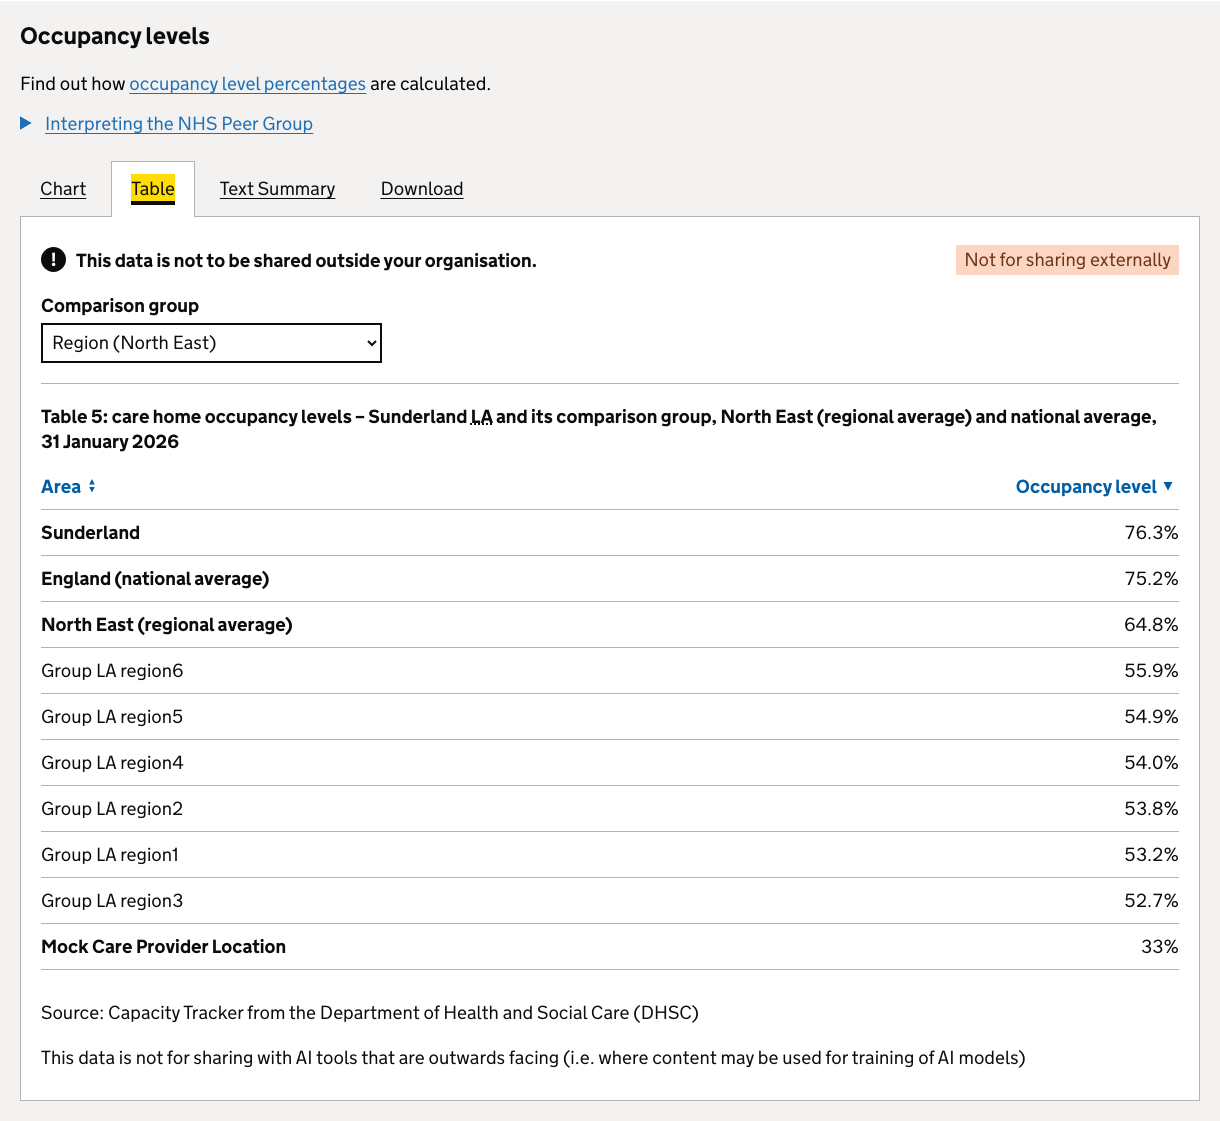 Occupancy levels
Find out how occupancy level percentages are calculated.
Interpreting the NHS Peer Group
Chart
Table
Text Summary
Download
This data is not to be shared outside your organisation.
Not for sharing externally
Comparison group
Region (North East)
Table 5: care home occupancy levels – Sunderland LA and its comparison group, North East (regional average) and national average,
31 January 2026
Area
Occupancy level
Sunderland 76.3%
England (national average) 75.2%
North East (regional average) 64.8%
Group LA region6 55.9%
Group LA region5 54.9%
Group LA region4 54.0%
Group LA region2 53.8%
Group LA region1 53.2%
Group LA region3 52.7%
Mock Care Provider Location 33%
Source: Capacity Tracker from the Department of Health and Social Care (DHSC)
This data is not for sharing with AI tools that are outwards facing (i.e. where content may be used for training of AI models)